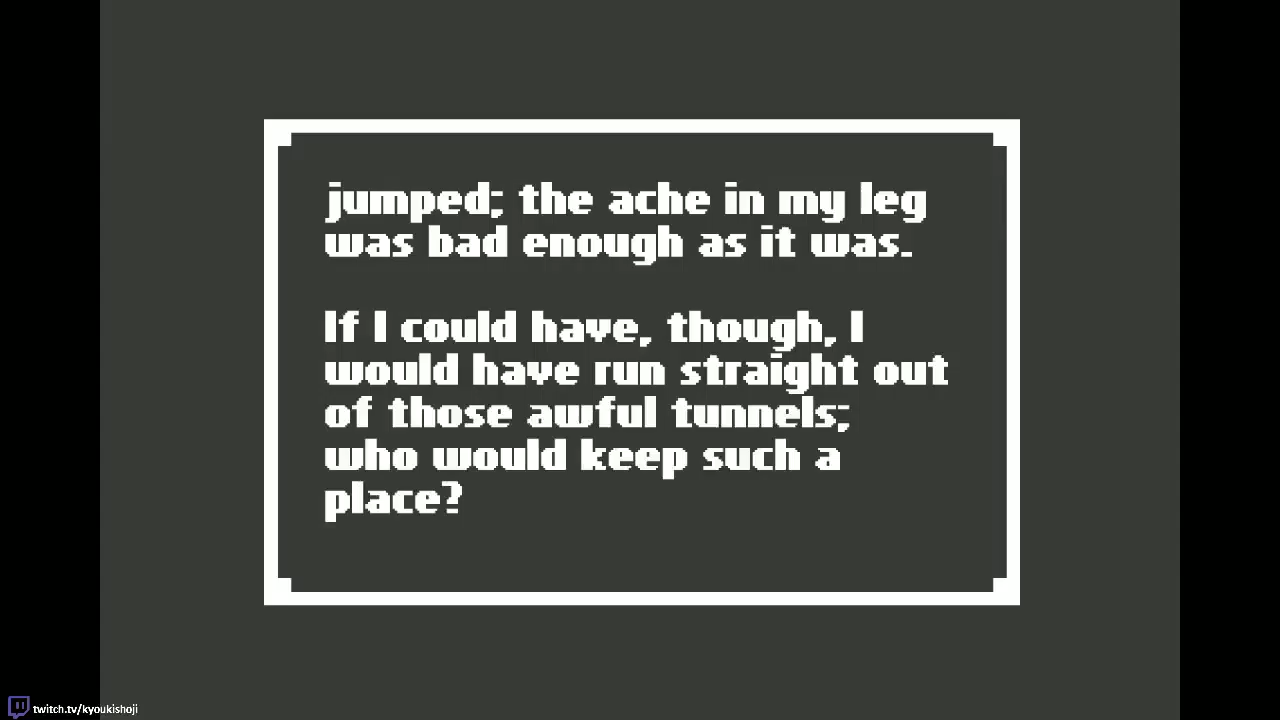 jumped; the ache in my leg
was bad enough as it was.
If I could have, though, I
would have run straight out
of those awful tunnels;
who would keep such a
place?
twitch.tv/kyoukishoji